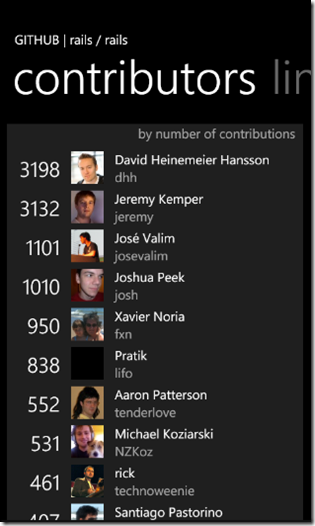 GITHUB | rails / rails
contributors lin
by number of contributions
3198 David Heinemeier Hansson
dhh
3132 Jeremy Kemper
jeremy
1101 José Valim
josevalim
1010 Joshua Peek
josh
950 Xavier Noria
fxn
838 Pratik
lifo
552 Aaron Patterson
tenderlove
531 Michael Koziarski
NZKoz
461 rick
technoweenie
407 Santiago Pastorino